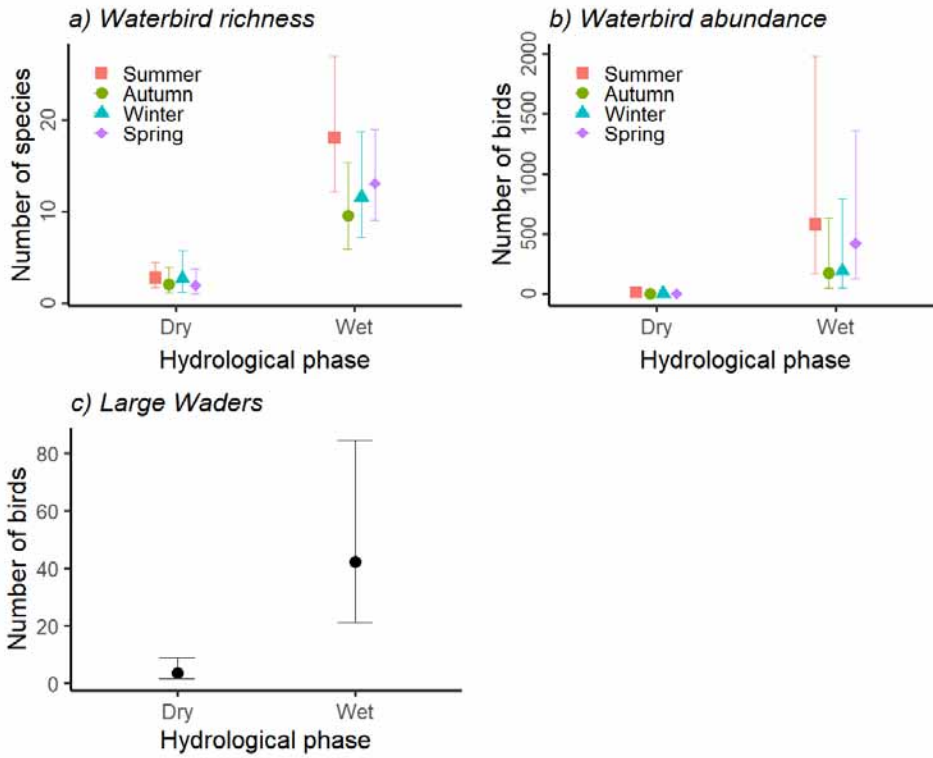 a) Waterbird richness
Number of species
20
10
0
Summer
Autumn
Winter
Spring
Dry
Wet
Hydrological phase
b) Waterbird abundance
Number of birds
2000
1500
1000
500
0
Summer
Autumn
Winter
Spring
Dry
Wet
Hydrological phase
c) Large Waders
Number of birds
80
60
40
20
0
Dry
Wet
Hydrological phase